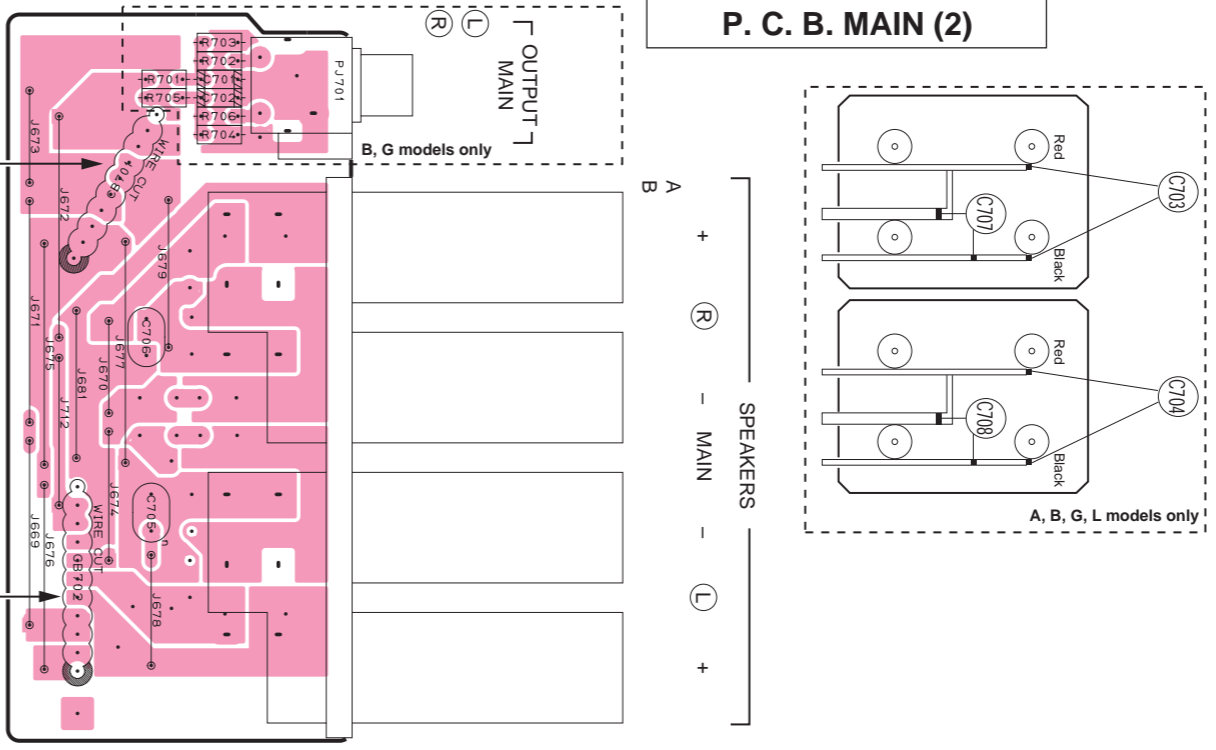 P. C. B. MAIN (2)
L
R
OUTPUT
MAIN
B, G models only
PJ701
R703
R702
R701
C701
R705
C702
R706
R704
J673
J672
WIRE CUT
J679
J671
J675
J677
C706
J670
J681
J712
J674
C705
WIRE CUT
CB702
J669
J676
J678
A
B
+
R
–
MAIN
–
L
+
SPEAKERS
Red
C703
C707
Black
Red
C704
C708
Black
A, B, G, L models only